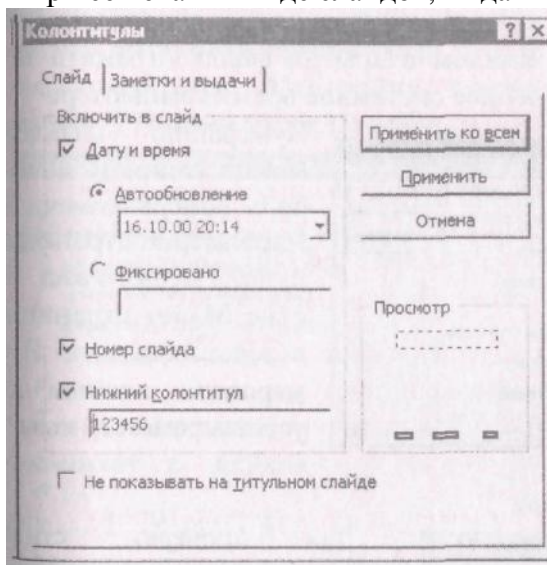 Колонтитулы
Слайд Заметки и выдачи
Включить в слайд
Дату и время
Автообновление
16.10.00 20:14
Фиксировано
Номер слайда
Нижний колонтитул
123456
Не показывать на титульном слайде
Применить ко всем
Применить
Отмена
Просмотр